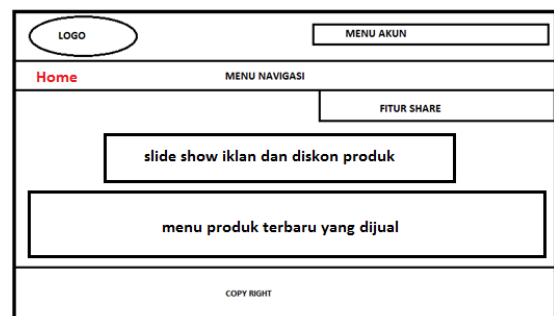 LOGO
MENU AKUN
Home
MENU NAVIGASI
FITUR SHARE
slide show iklan dan diskon produk
menu produk terbaru yang dijual
COPY RIGHT